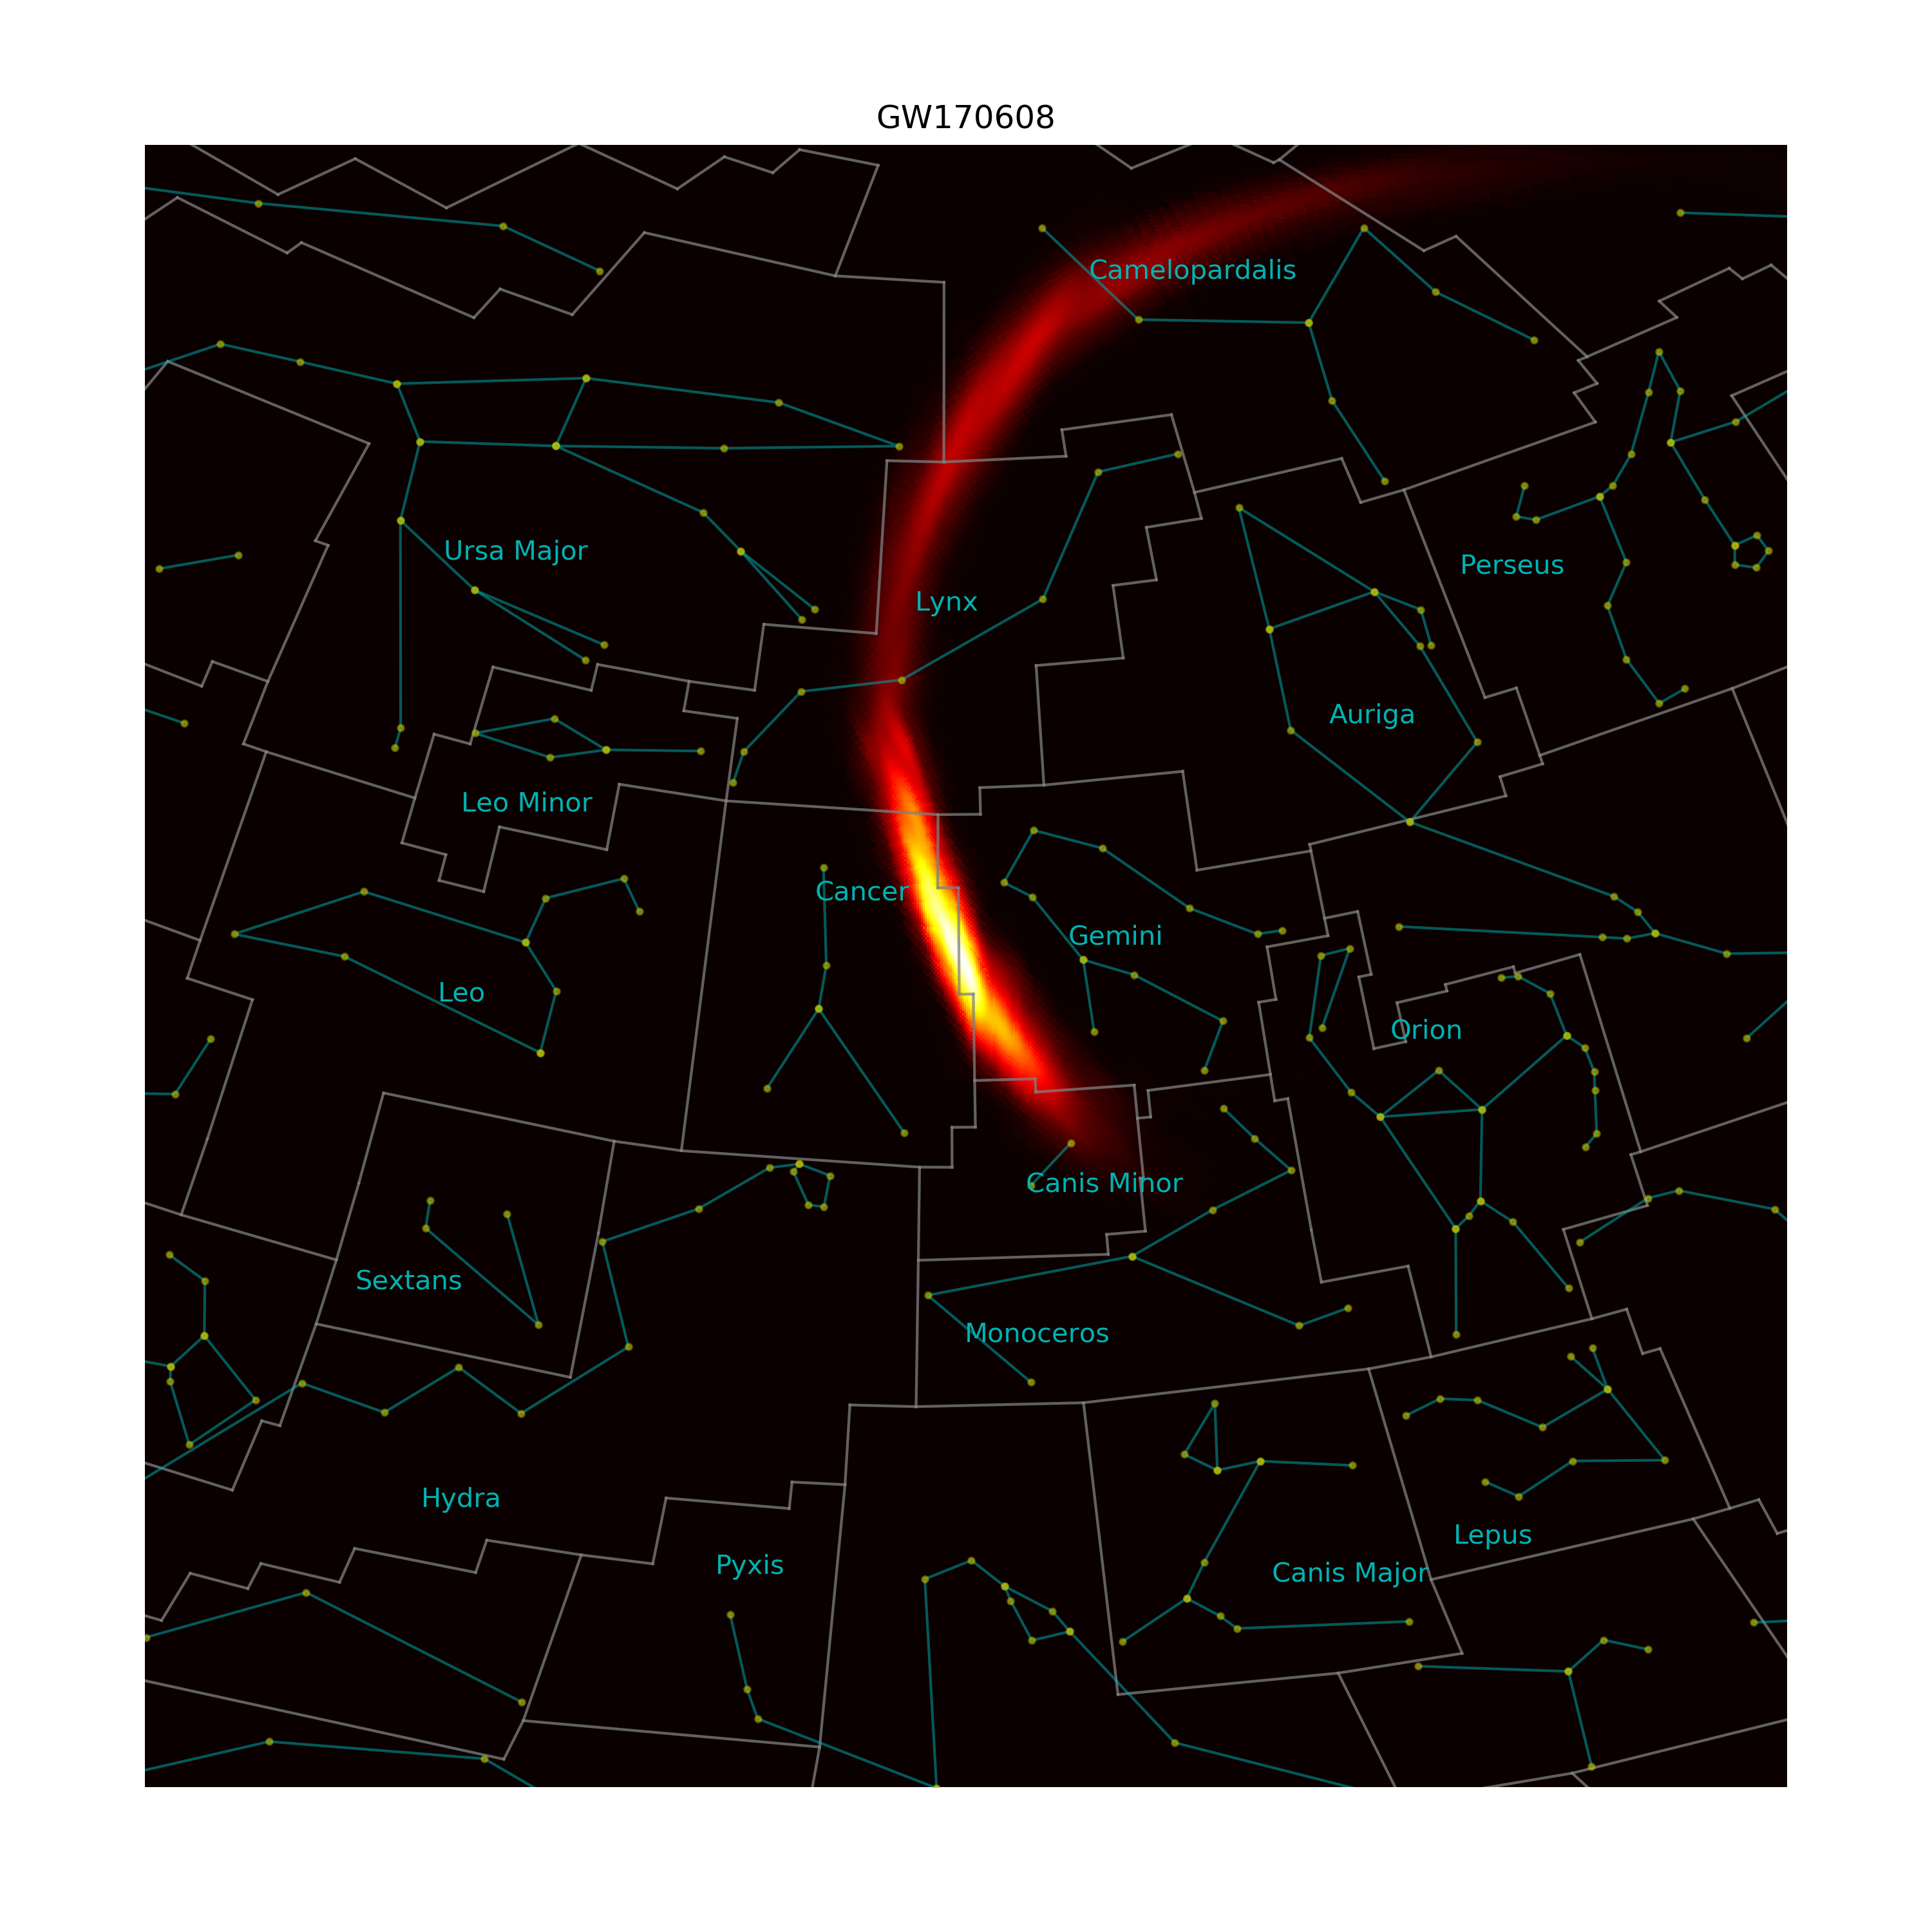 GW170608
Camelopardalis
Ursa Major
Perseus
Lynx
Auriga
Leo Minor
Cancer
Gemini
Leo
Orion
Canis Minor
Sextans
Monoceros
Hydra
Lepus
Pyxis
Canis Major